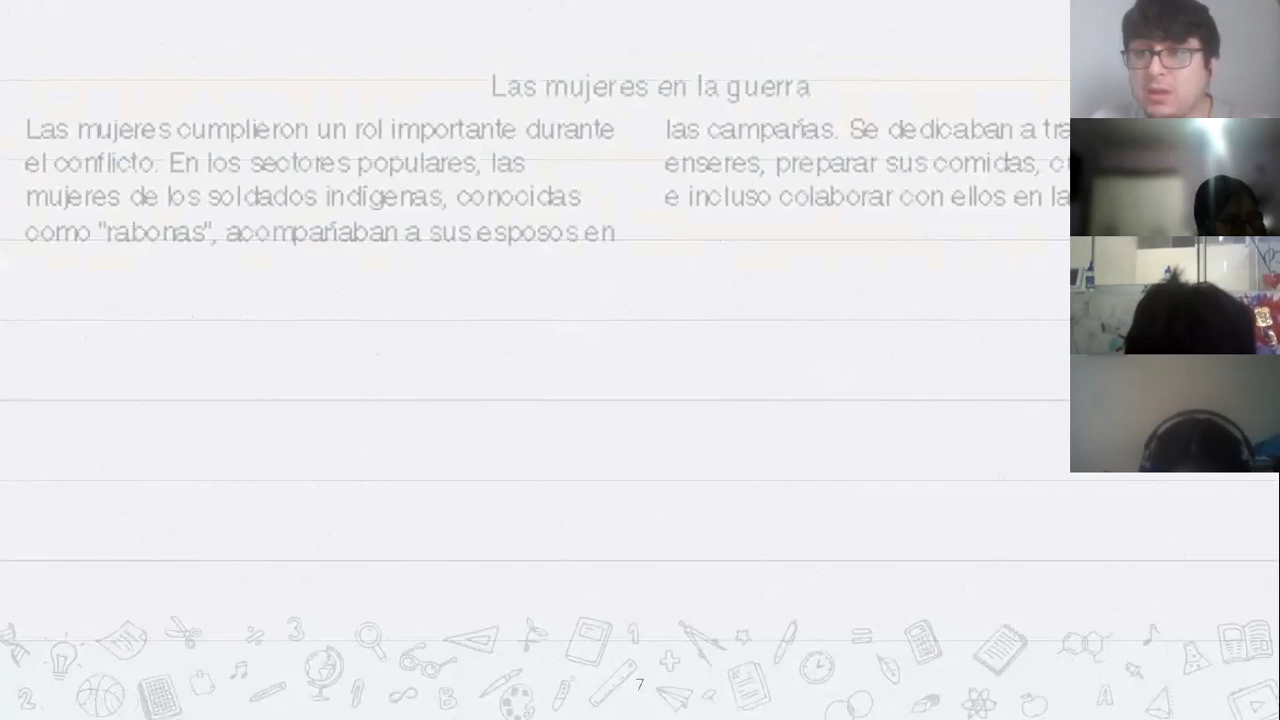 Las mujeres en la guerra
Las mujeres cumplieron un rol importante durante
el conflicto. En los sectores populares, las
mujeres de los soldados indígenas, conocidas
como "rabonas", acompañaban a sus esposos en
las campañas. Se dedicaban a
enseres, preparar sus comidas,
e incluso colaborar con ellos en la
7